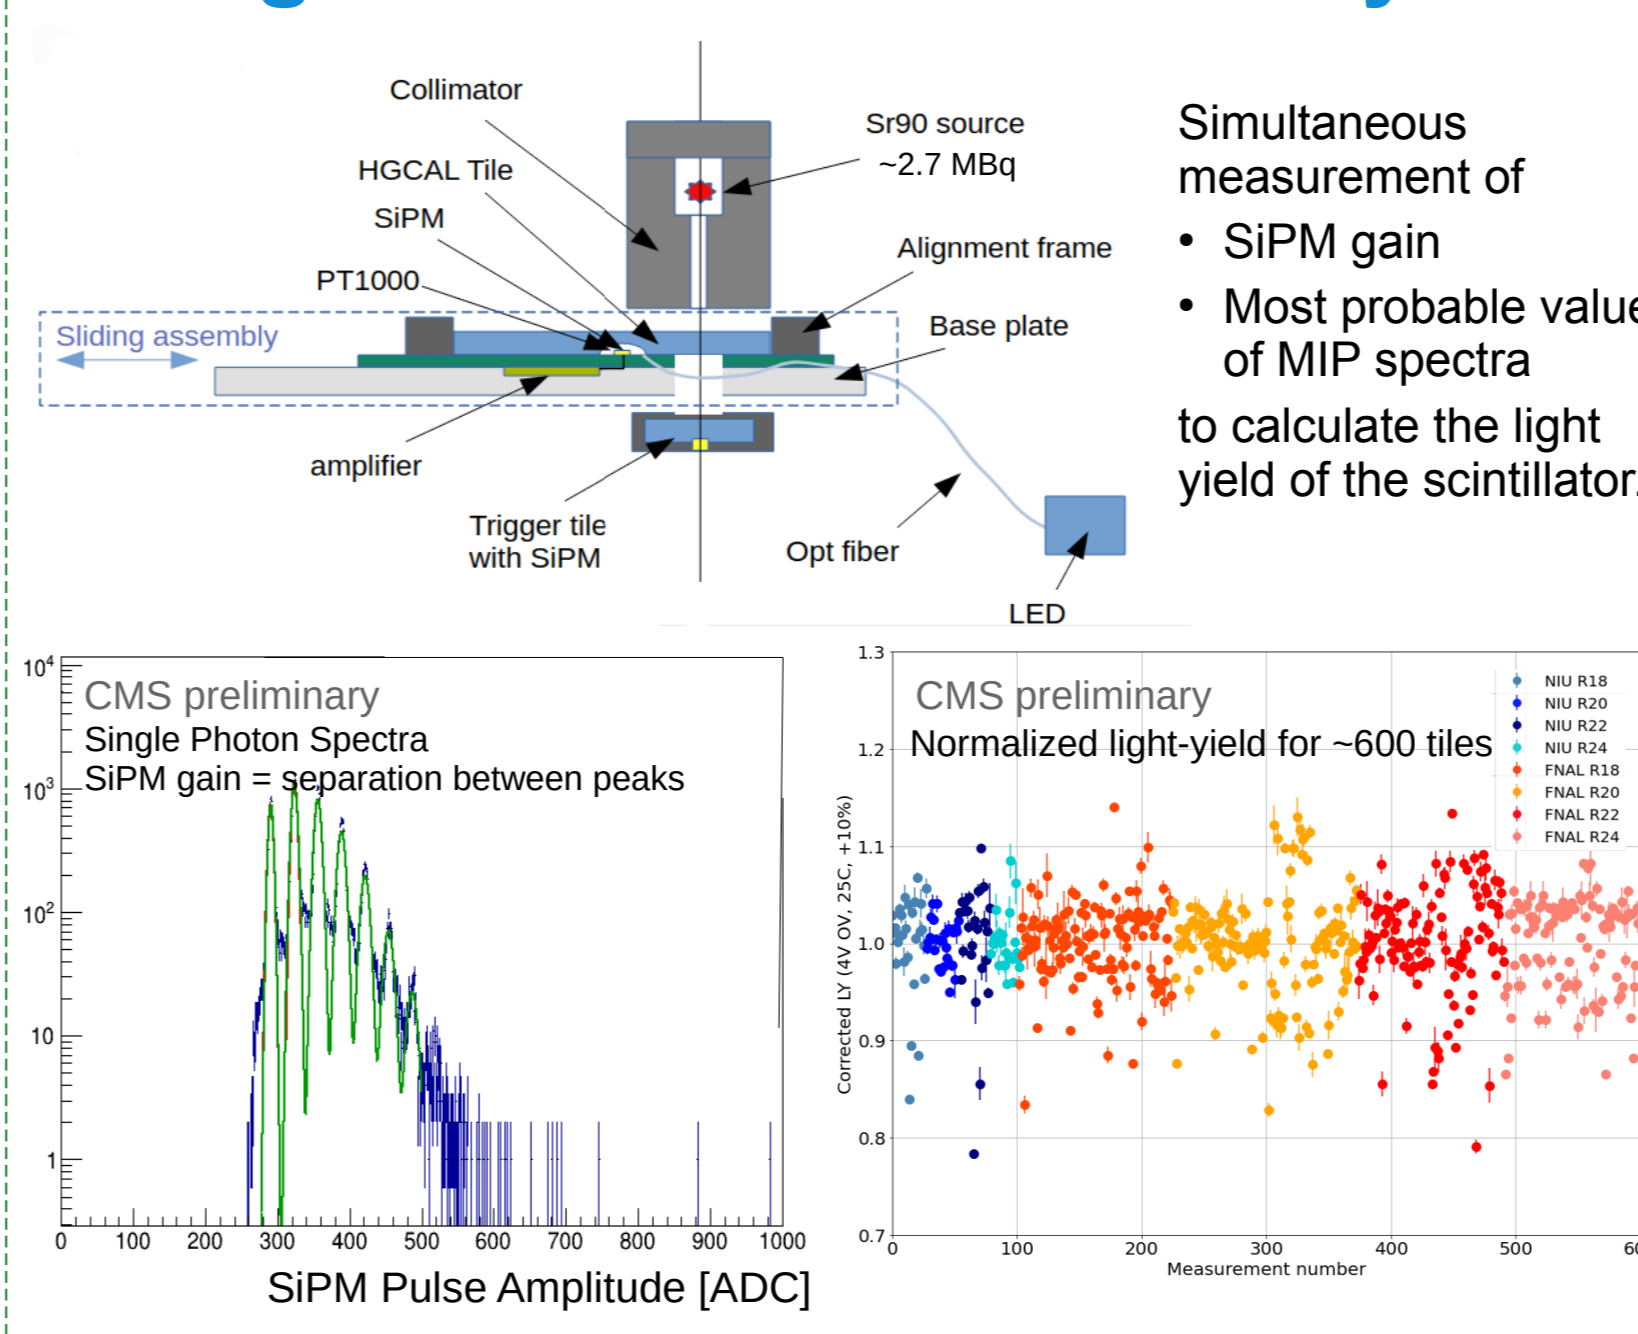 Collimator
Sr90 source
~2.7 MBq
HGCAL Tile
SiPM
Alignment frame
PT1000
Base plate
Sliding assembly
amplifier
Trigger tile
with SiPM
Opt fiber
LED
Simultaneous
measurement of
• SiPM gain
• Most probable value
of MIP spectra
to calculate the light
yield of the scintillator.
CMS preliminary
Single Photon Spectra
SiPM gain = separation between peaks
10⁴
10³
10²
10
1
0 100 200 300 400 500 600 700 800 900 1000
SiPM Pulse Amplitude [ADC]
CMS preliminary
Normalized light-yield for ~600 tiles
NIU R18
NIU R20
NIU R22
NIU R24
FNAL R18
FNAL R20
FNAL R22
FNAL R24
Corrected LY (4V OV, 25C, +10%)
1.3
1.2
1.1
1.0
0.9
0.8
0.7
0 100 200 300 400 500
Measurement number